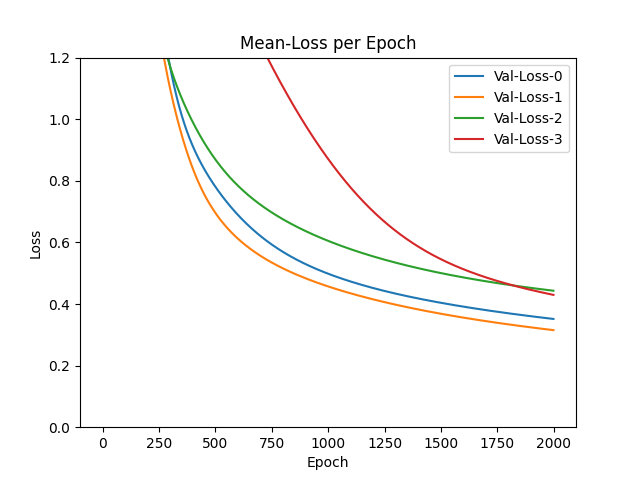 Mean-Loss per Epoch
Val-Loss-0
Val-Loss-1
Val-Loss-2
Val-Loss-3
1.2
1.0
0.8
0.6
0.4
0.2
0.0
Loss
0 250 500 750 1000 1250 1500 1750 2000
Epoch